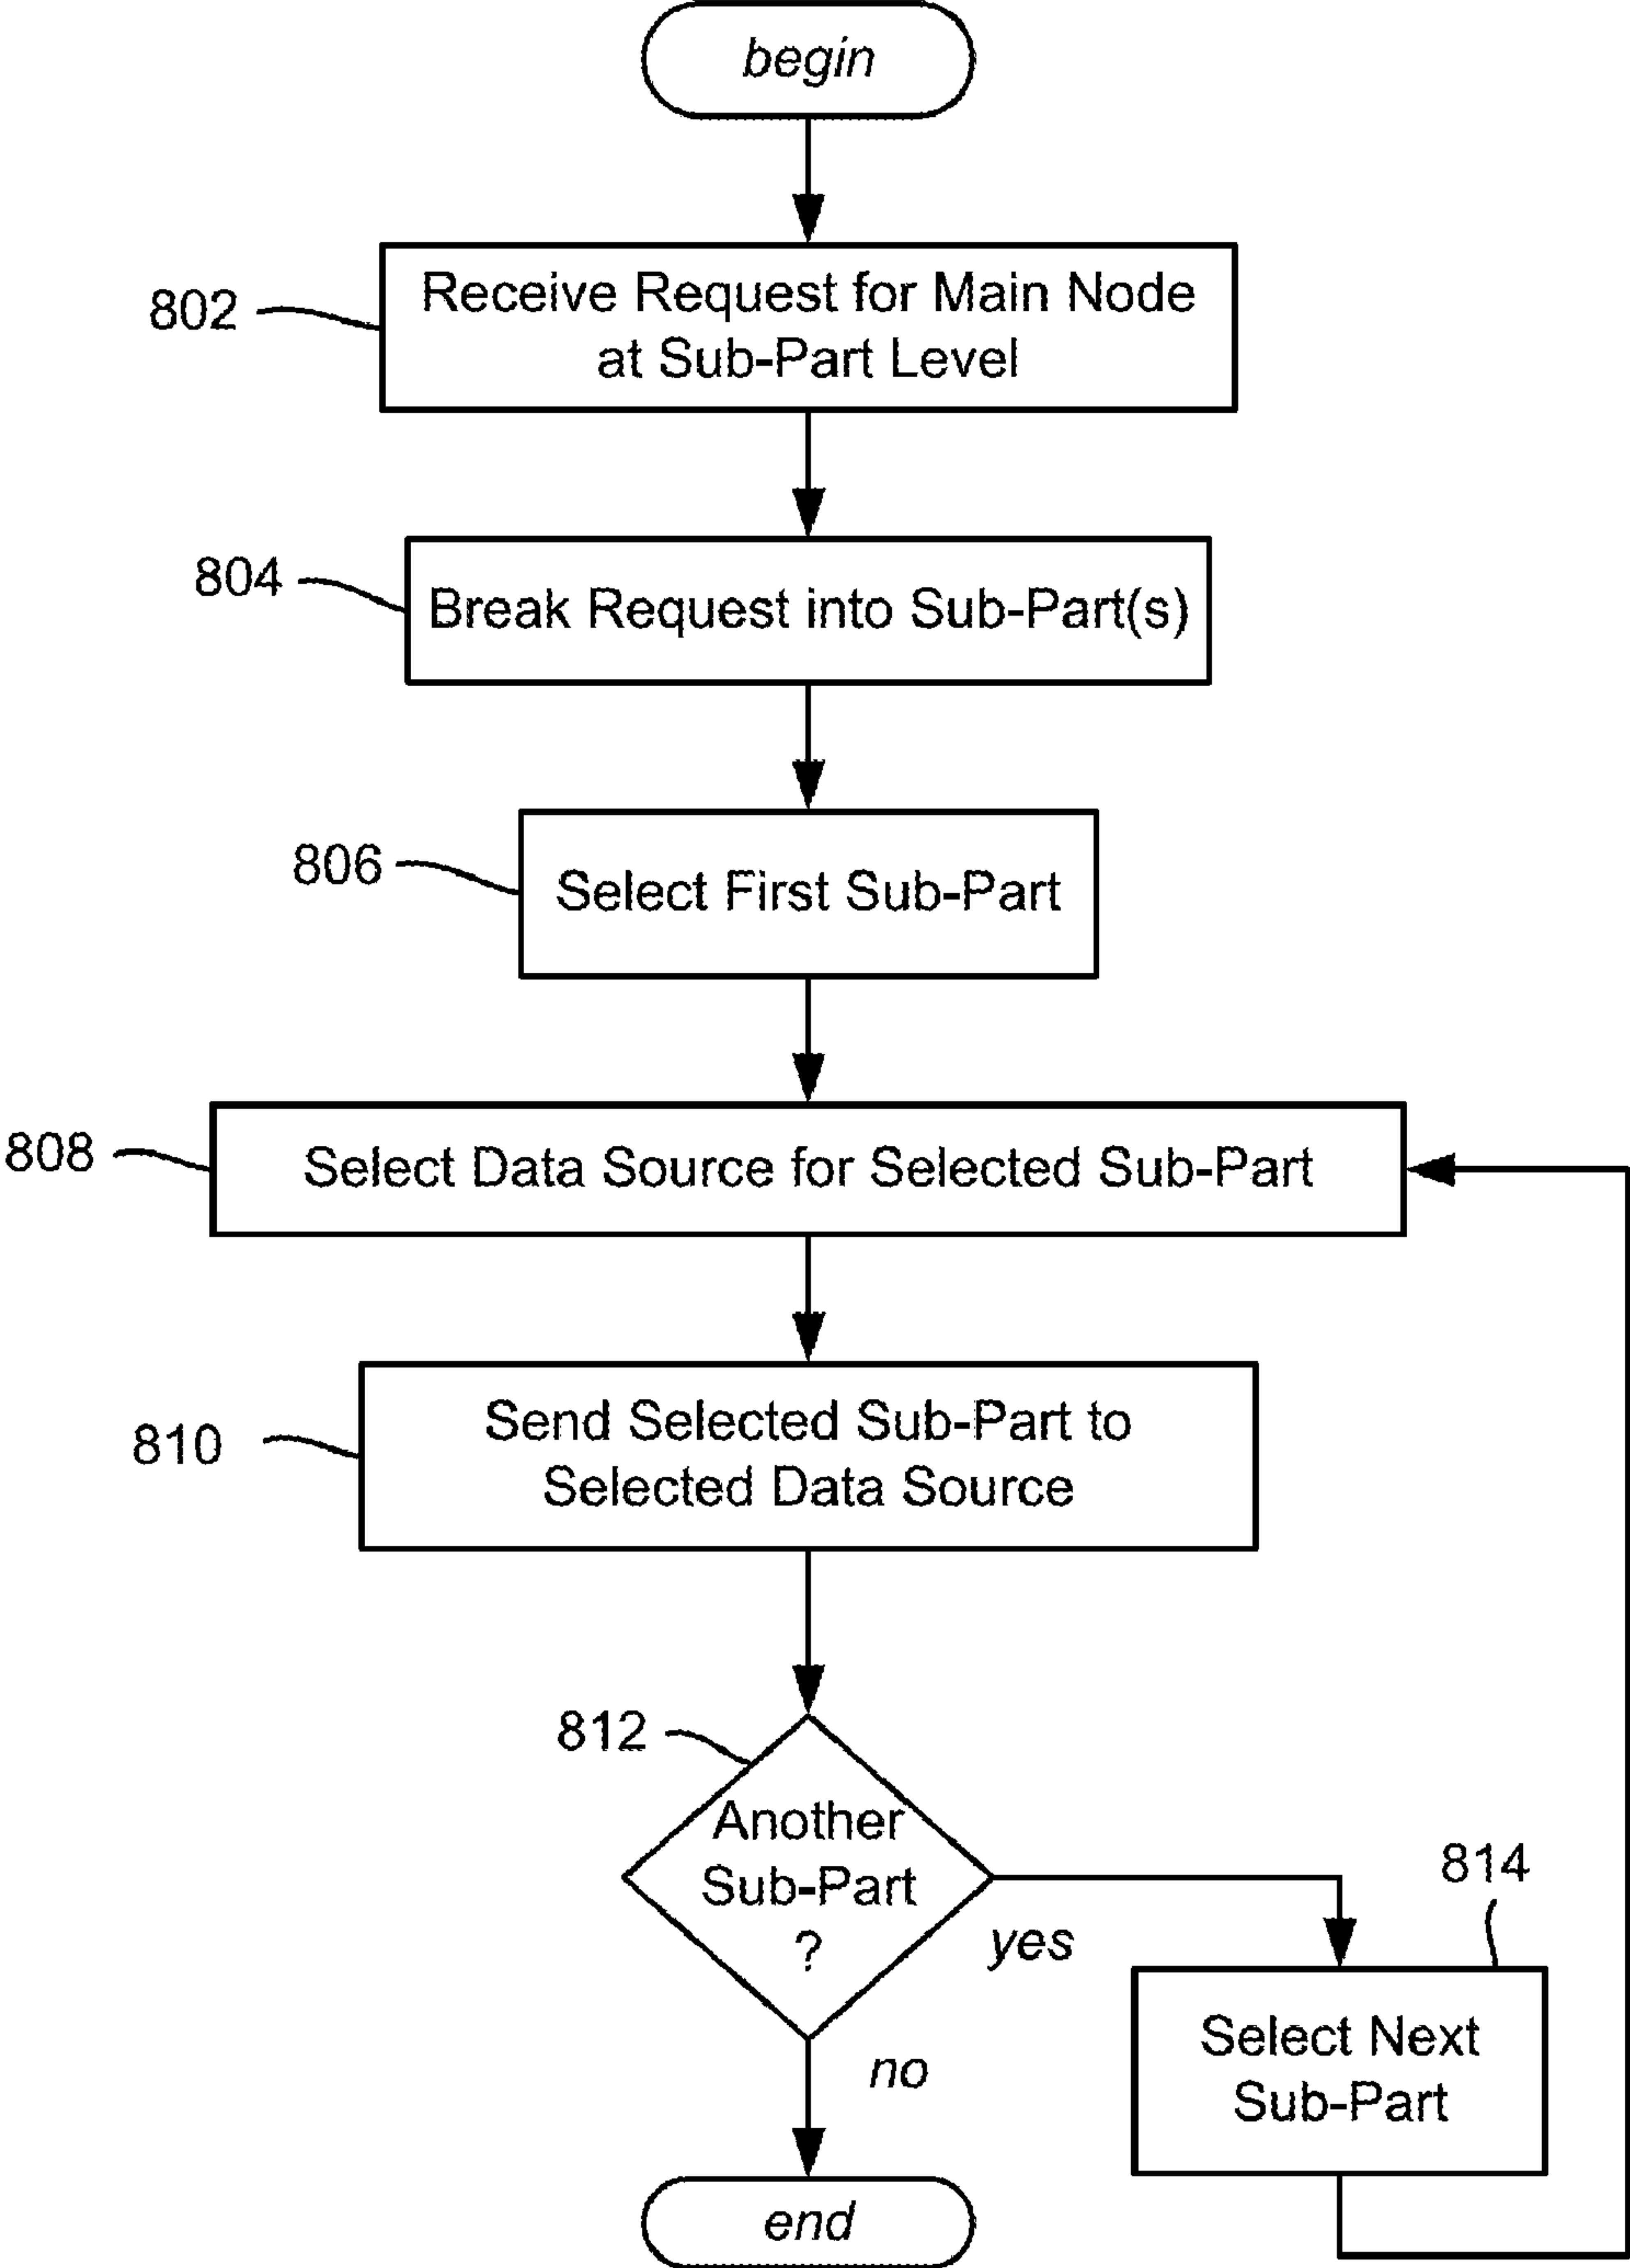 begin
802
Receive Request for Main Node
at Sub-Part Level
804
Break Request into Sub-Part(s)
806
Select First Sub-Part
808
Select Data Source for Selected Sub-Part
810
Send Selected Sub-Part to
Selected Data Source
812
Another
Sub-Part
?
yes
814
Select Next
Sub-Part
no
end